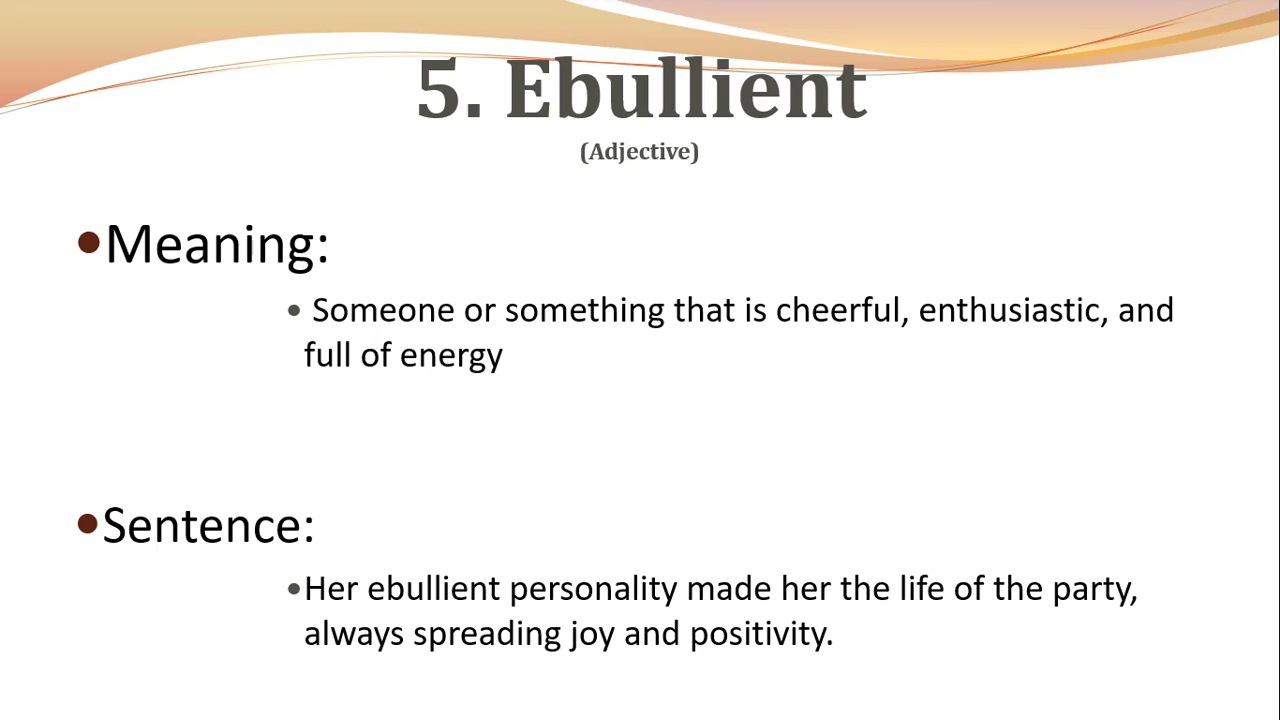 5. Ebullient
(Adjective)
•Meaning:
• Someone or something that is cheerful, enthusiastic, and
full of energy
•Sentence:
•Her ebullient personality made her the life of the party,
always spreading joy and positivity.